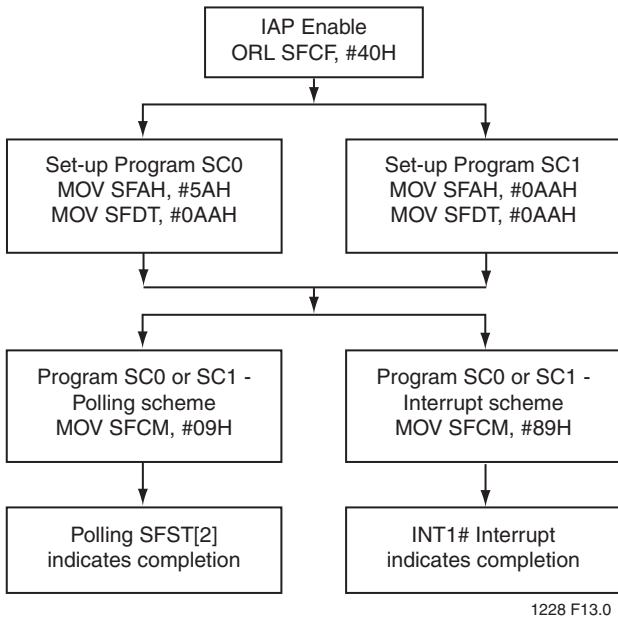 IAP Enable
ORL SFCF, #40H
Set-up Program SC0
MOV SFAH, #5AH
MOV SFDT, #0AAH
Set-up Program SC1
MOV SFAH, #0AAH
MOV SFDT, #0AAH
Program SC0 or SC1 -
Polling scheme
MOV SFCM, #09H
Program SC0 or SC1 -
Interrupt scheme
MOV SFCM, #89H
Polling SFST[2]
indicates completion
INT1# Interrupt
indicates completion
1228 F13.0